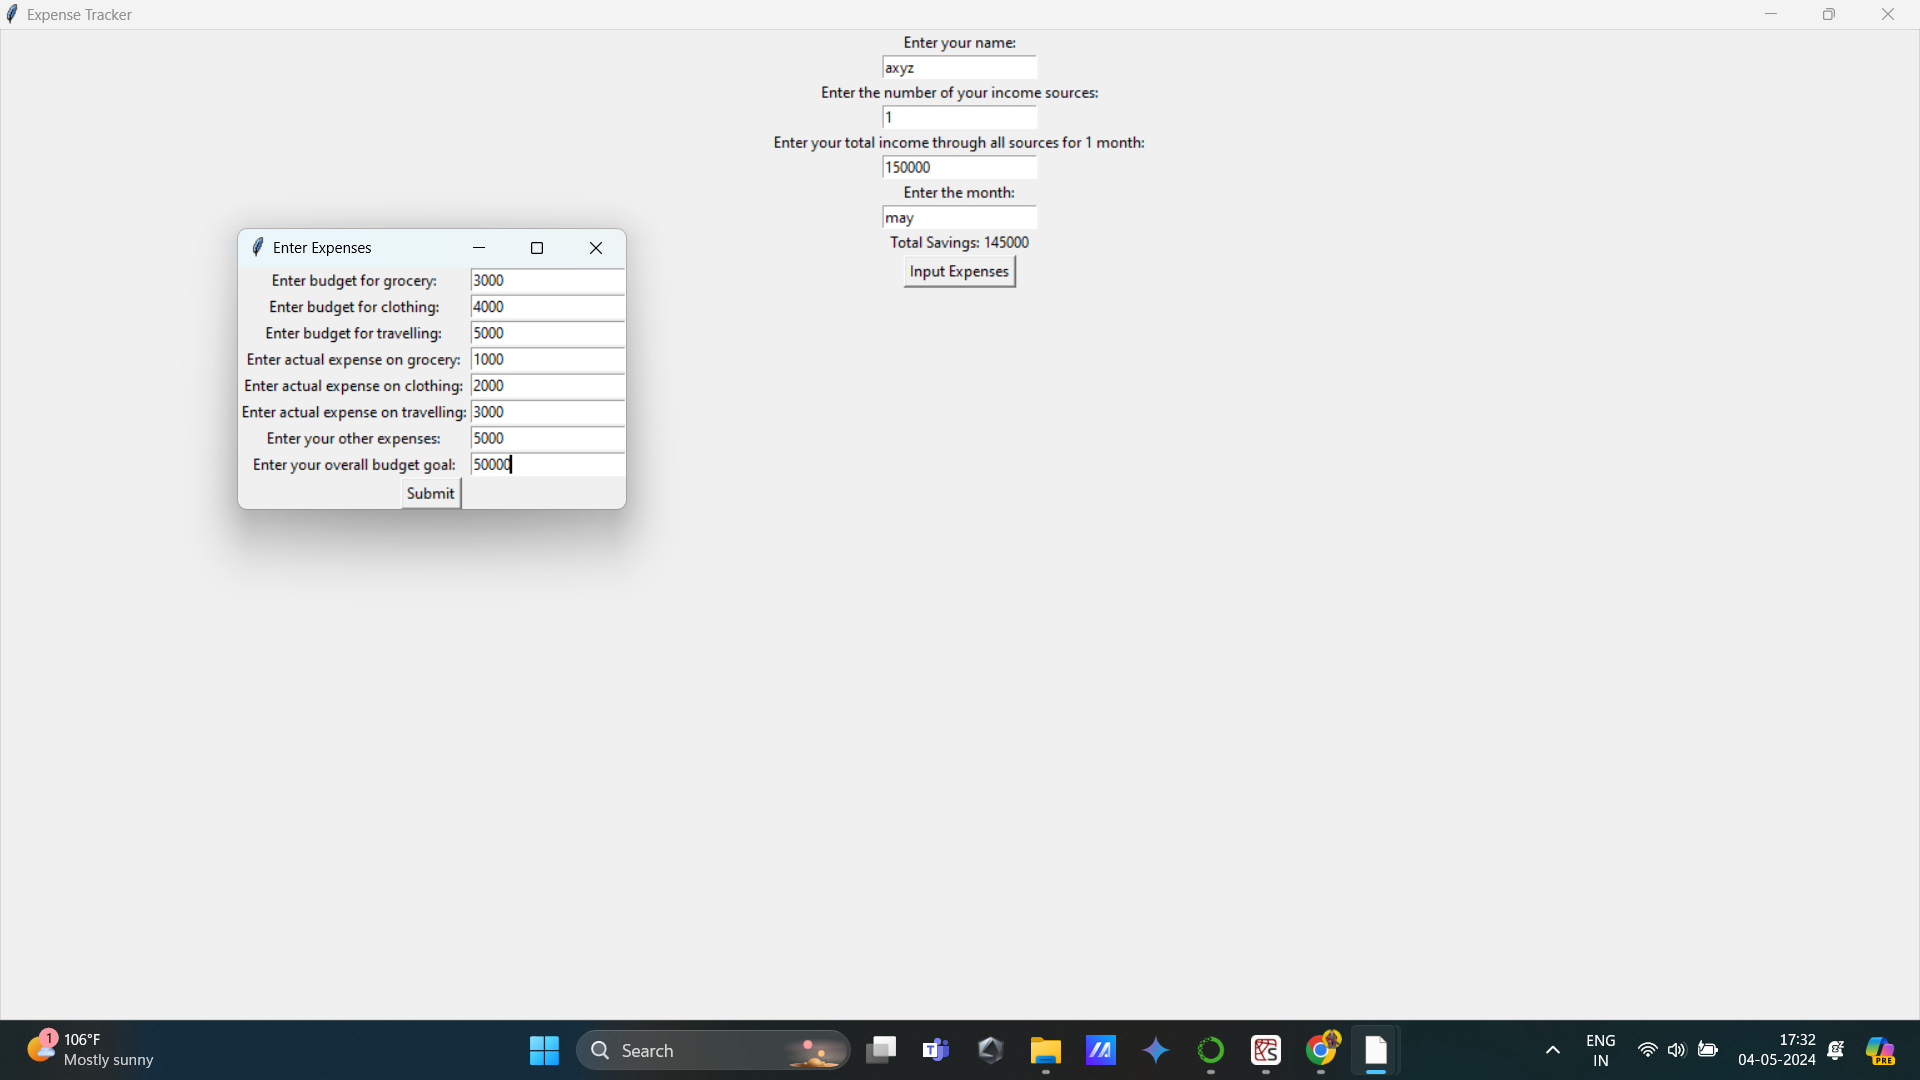 Expense Tracker
Enter your name:
axyz
Enter the number of your income sources:
1
Enter your total income through all sources for 1 month:
150000
Enter the month:
may
Total Savings: 145000
Input Expenses
Enter Expenses
Enter budget for grocery: 3000
Enter budget for clothing: 4000
Enter budget for travelling: 5000
Enter actual expense on grocery: 1000
Enter actual expense on clothing: 2000
Enter actual expense on travelling: 3000
Enter your other expenses: 5000
Enter your overall budget goal: 50000
Submit
1
106°F
Mostly sunny
Search
ENG
IN
17:32
04-05-2024
PRE